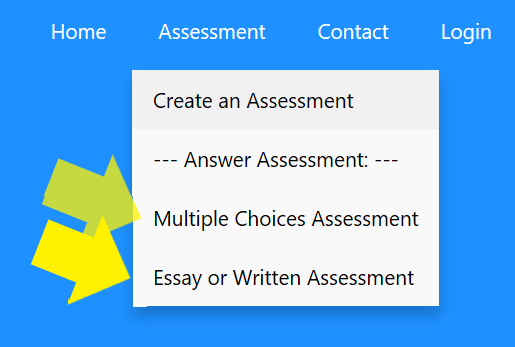 Home Assessment Contact Login
Create an Assessment
--- Answer Assessment: ---
Multiple Choices Assessment
Essay or Written Assessment